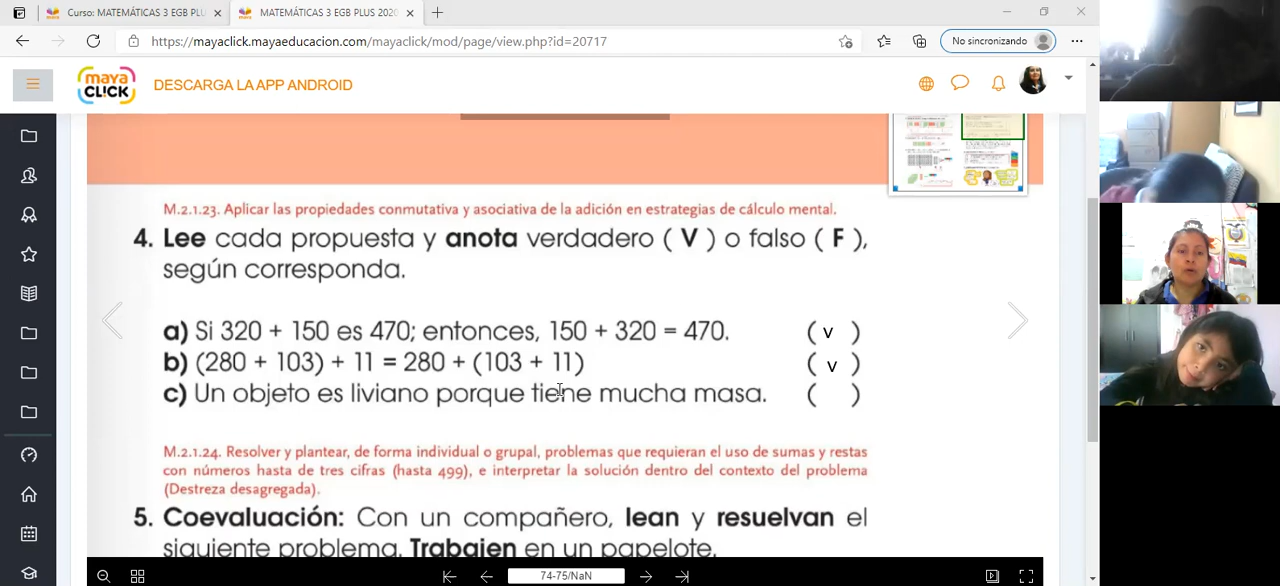 Curso: MATEMÁTICAS 3 EGB PLU
MATEMÁTICAS 3 EGB PLUS 2020
https://mayaclick.mayaeducacion.com/mayaclick/mod/page/view.php?id=20717
No sincronizando
maya
CLICK
DESCARGA LA APP ANDROID
M.2.1.23. Aplicar las propiedades conmutativa y asociativa de la adición en estrategias de cálculo mental.
4. Lee cada propuesta y anota verdadero ( V ) o falso ( F ),
según corresponda.
a) Si 320 + 150 es 470; entonces, 150 + 320 = 470. ( v )
b) (280 + 103) + 11 = 280 + (103 + 11) ( v )
c) Un objeto es liviano porque tiene mucha masa. ( )
M.2.1.24. Resolver y plantear, de forma individual o grupal, problemas que requieran el uso de sumas y restas
con números hasta de tres cifras (hasta 499), e interpretar la solución dentro del contexto del problema
(Destreza desagregada).
5. Coevaluación: Con un compañero, lean y resuelvan el
siguiente problema. Trabajen en un papelote.
74-75/NaN